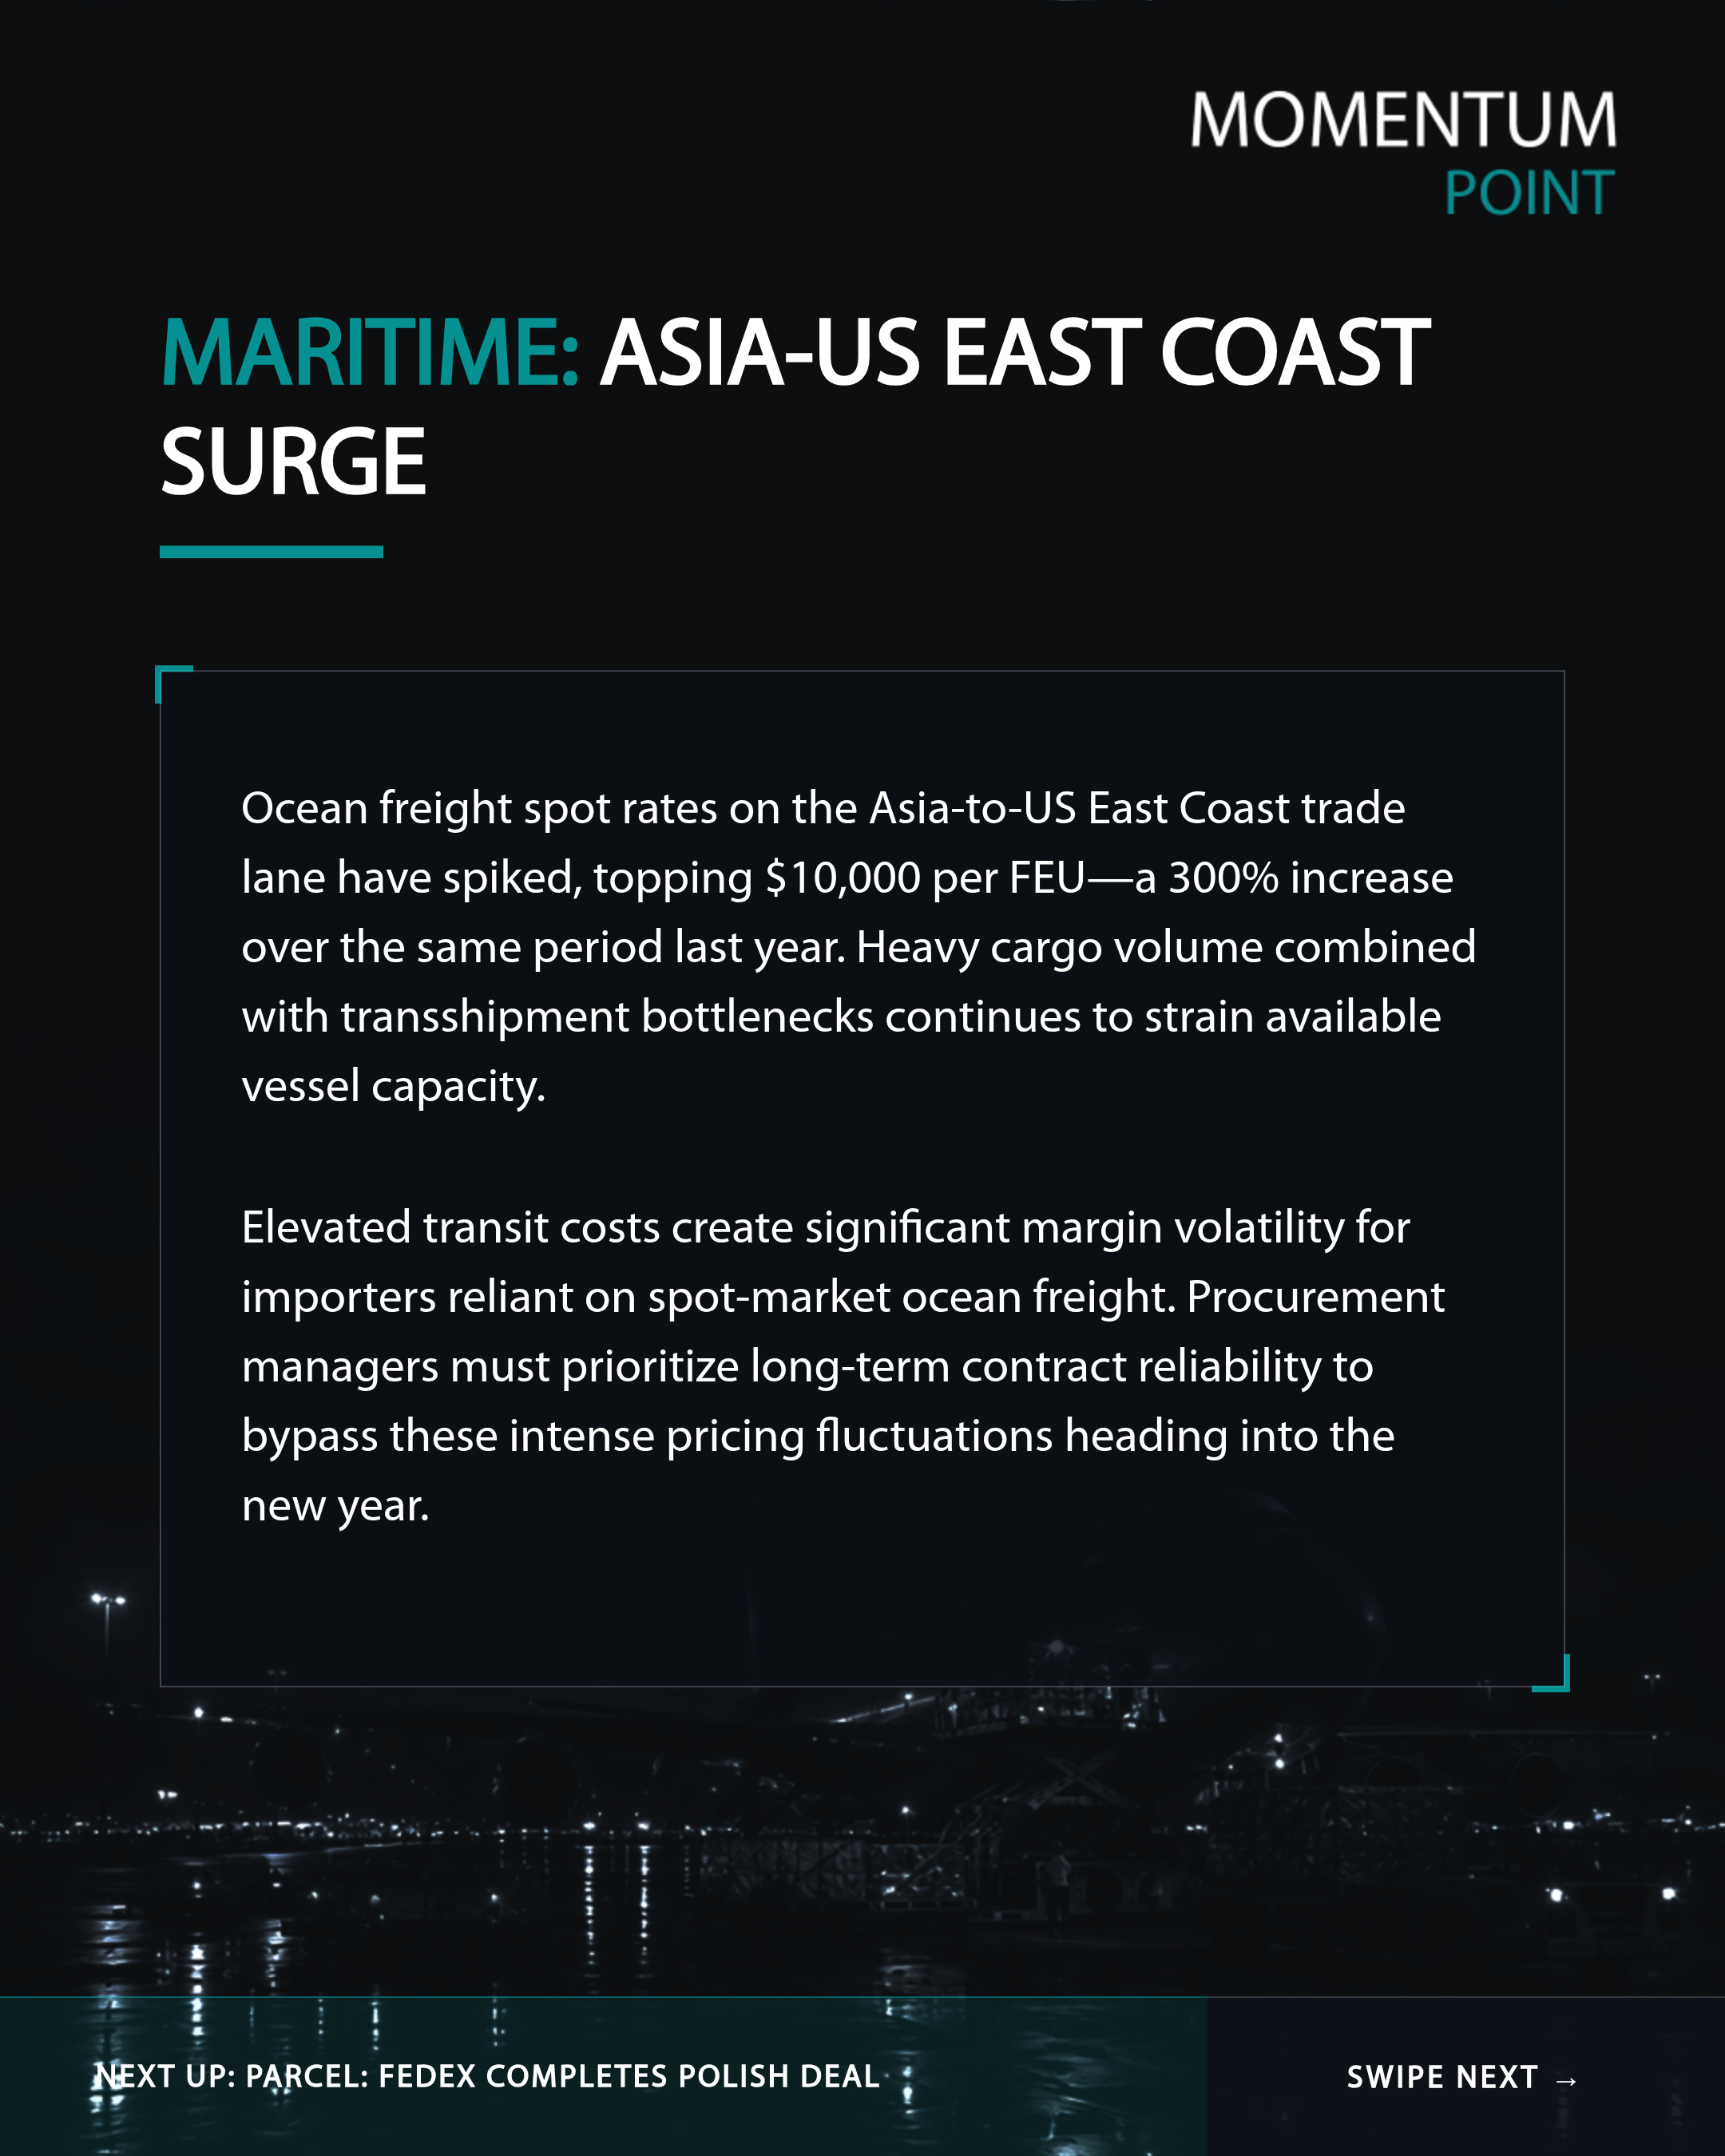 MOMENTUM
POINT
MARITIME: ASIA-US EAST COAST
SURGE
Ocean freight spot rates on the Asia-to-US East Coast trade
lane have spiked, topping $10,000 per FEU—a 300% increase
over the same period last year. Heavy cargo volume combined
with transshipment bottlenecks continues to strain available
vessel capacity.
Elevated transit costs create significant margin volatility for
importers reliant on spot-market ocean freight. Procurement
managers must prioritize long-term contract reliability to
bypass these intense pricing fluctuations heading into the
new year.
NEXT UP: PARCEL: FEDEX COMPLETES POLISH DEAL
SWIPE NEXT →